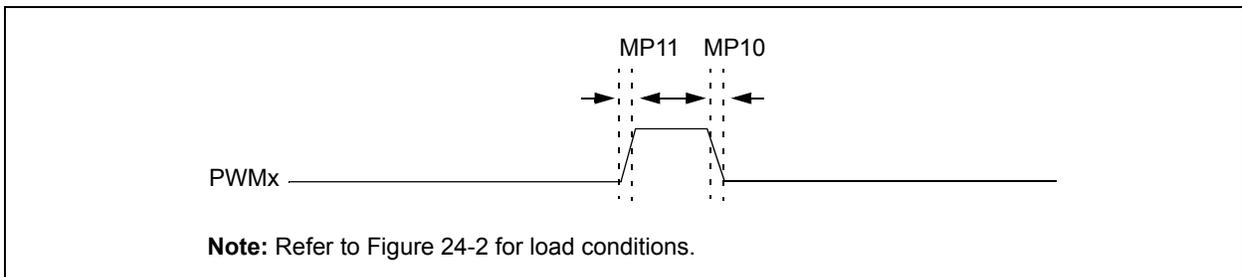 MP11 MP10
PWMx
Note: Refer to Figure 24-2 for load conditions.